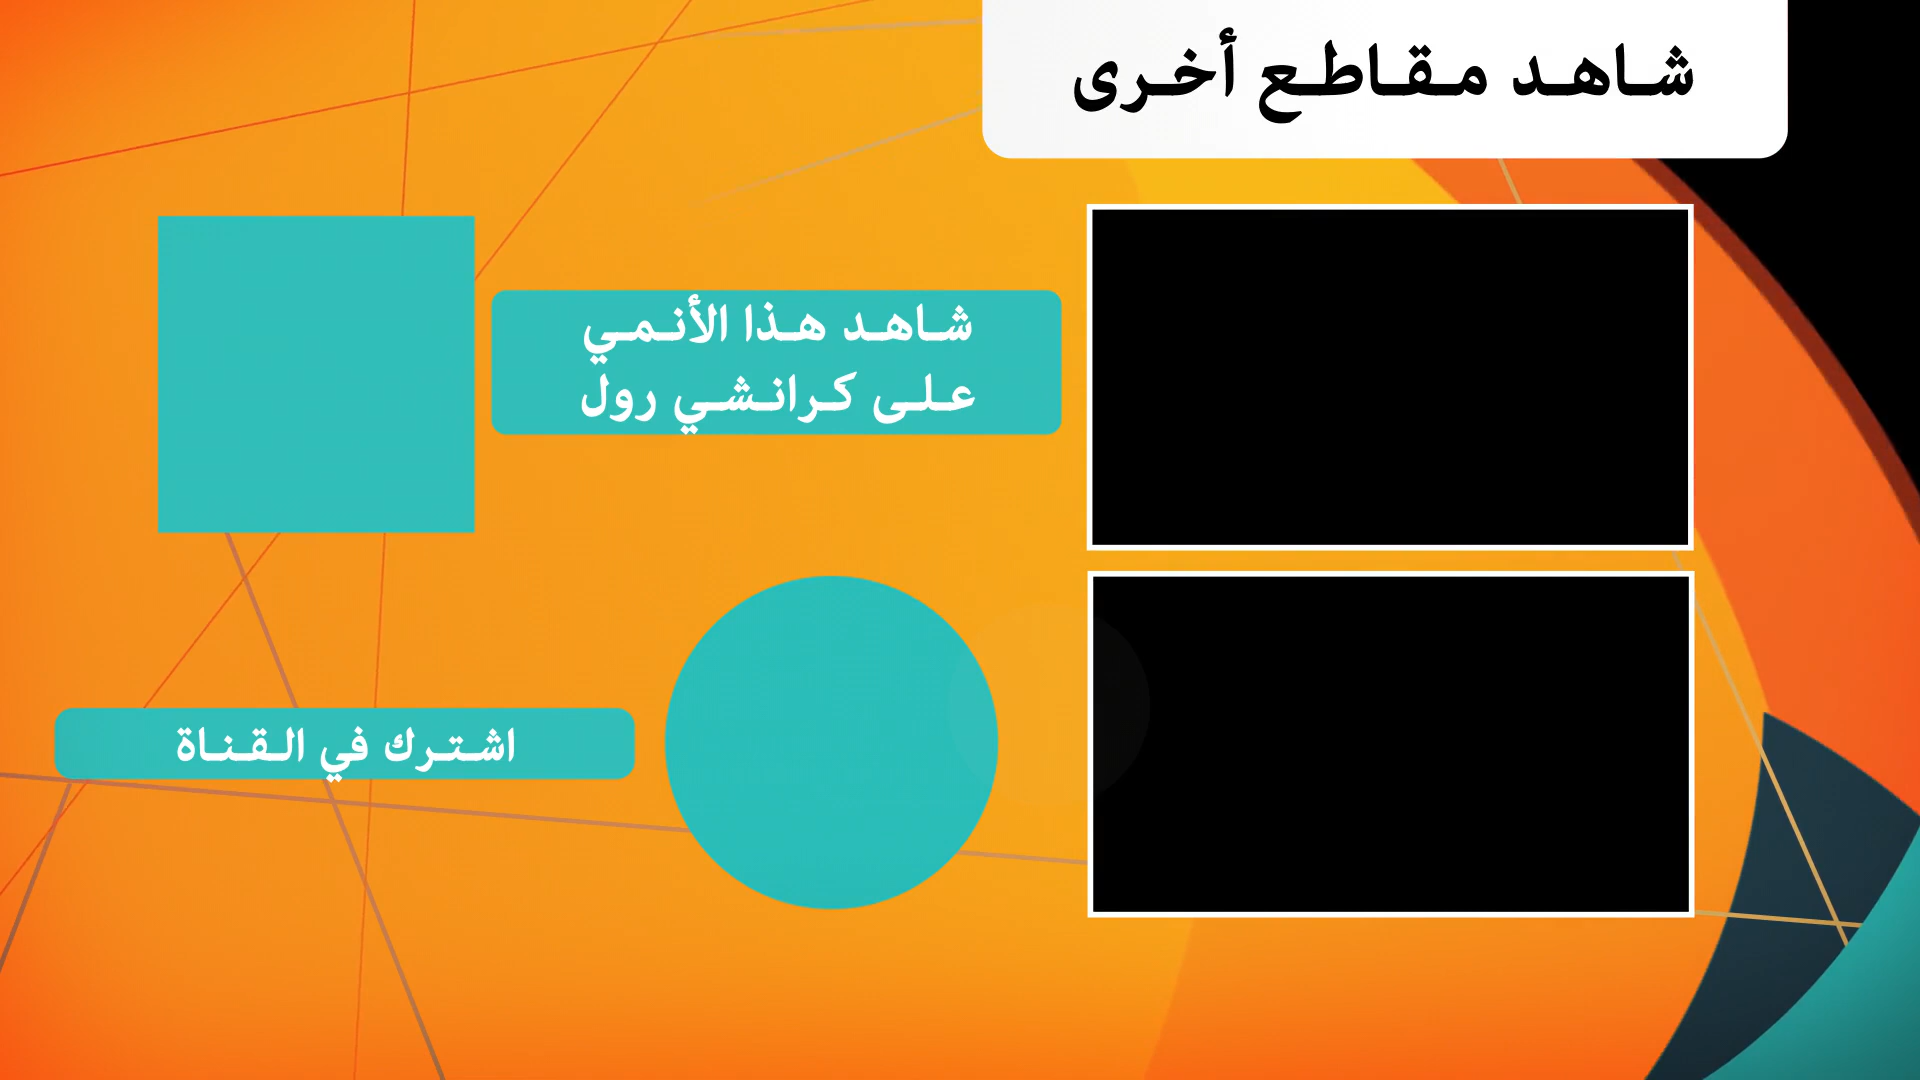 شاهد مقاطع أخرى
شاهد هذا الأنمي
على كرانشي رول
اشترك في القناة